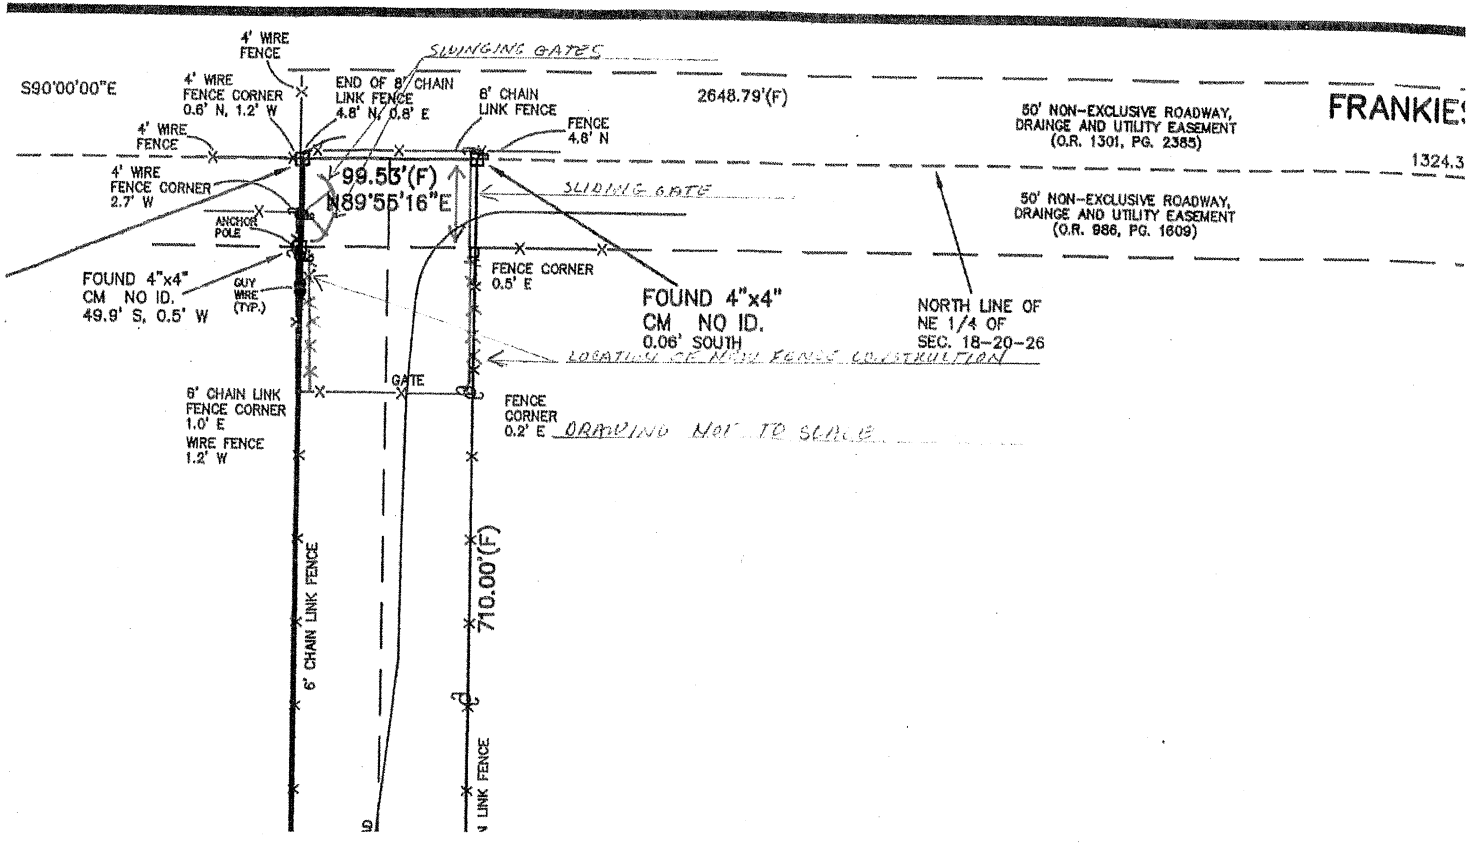 4' WIRE
FENCE
SWINGING GATES
S90°00'00"E
4' WIRE
FENCE CORNER
0.6' N, 1.2' W
END OF 8' CHAIN
LINK FENCE
4.8' N, 0.8' E
6' CHAIN
LINK FENCE
2648.79'(F)
50' NON-EXCLUSIVE ROADWAY,
DRAINGE AND UTILITY EASEMENT
(O.R. 1301, PG. 2385)
FRANKIES
4' WIRE
FENCE
FENCE
4.8' N
1324.3
4' WIRE
FENCE CORNER
2.7' W
99.53'(F)
N89°55'16"E
SLIDING GATE
50' NON-EXCLUSIVE ROADWAY,
DRAINGE AND UTILITY EASEMENT
(O.R. 986, PG. 1609)
ANCHOR
POLE
FOUND 4"x4"
CM NO ID.
49.9' S, 0.5' W
GUY
WIRE
(TYP.)
FENCE CORNER
0.5' E
FOUND 4"x4"
CM NO ID.
0.06' SOUTH
NORTH LINE OF
NE 1/4 OF
SEC. 18-20-26
LOCATION OF NEW FENCE CONSTRUCTION
GATE
6' CHAIN LINK
FENCE CORNER
1.0' E
WIRE FENCE
1.2' W
FENCE
CORNER
0.2' E
DRAWING NOT TO SCALE
710.00'(F)
6' CHAIN LINK FENCE
N LINK FENCE
AD